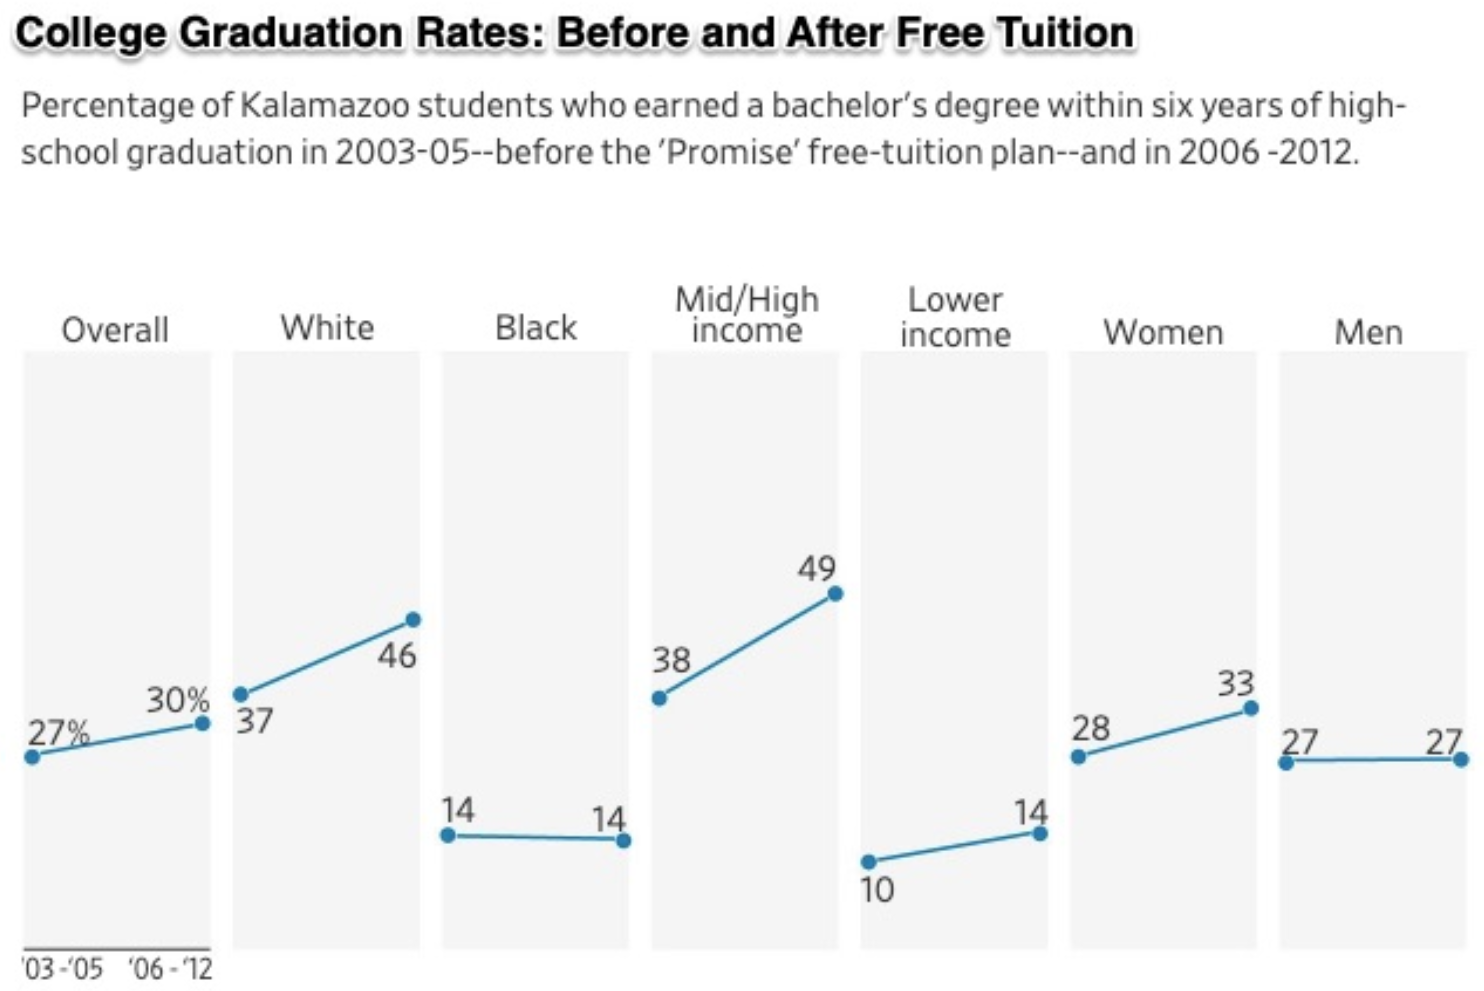 College Graduation Rates: Before and After Free Tuition
Percentage of Kalamazoo students who earned a bachelor's degree within six years of high-
school graduation in 2003-05--before the 'Promise' free-tuition plan--and in 2006 -2012.
Overall
27%
30%
'03 -'05
'06 - '12
White
37
46
Black
14
14
Mid/High
income
38
49
Lower
income
10
14
Women
28
33
Men
27
27